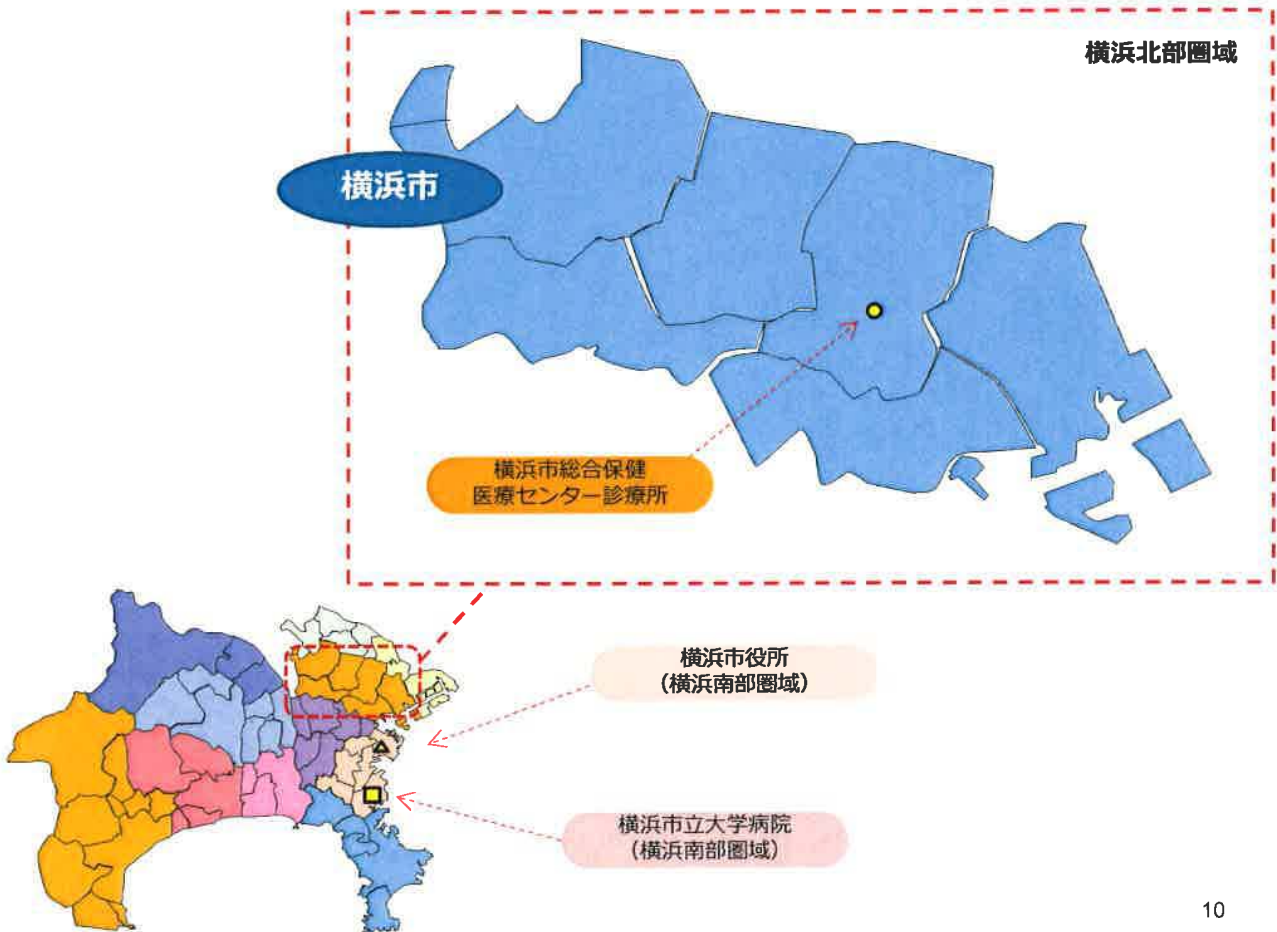 横浜北部圏域
横浜市
横浜市総合保健
医療センター診療所
横浜市役所
（横浜南部圏域）
横浜市立大学病院
（横浜南部圏域）
10